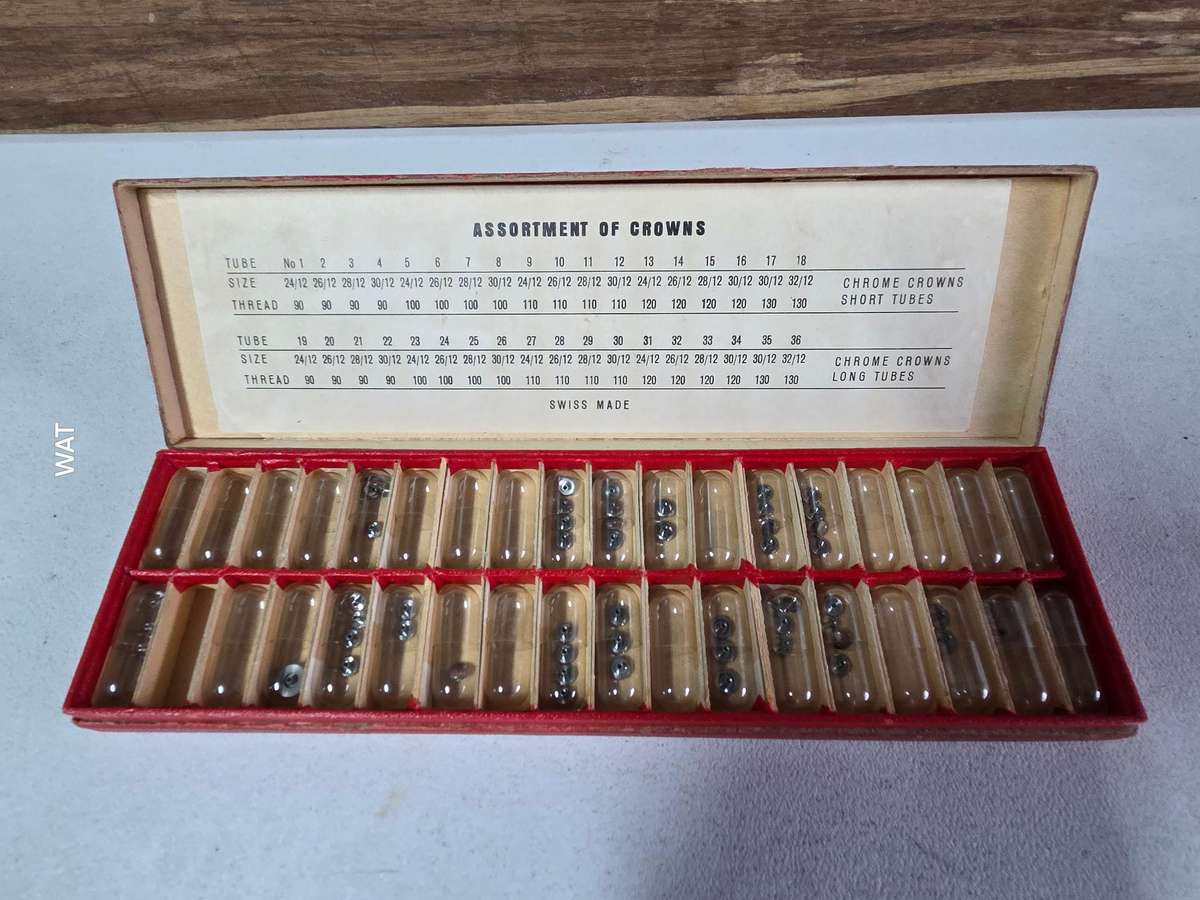 ASSORTMENT OF CROWNS
TUBE No 1 2 3 4 5 6 7 8 9 10 11 12 13 14 15 16 17 18
SIZE 24/12 26/12 28/12 30/12 24/12 26/12 28/12 30/12 24/12 26/12 28/12 30/12 24/12 26/12 28/12 30/12 30/12 32/12 CHROME CROWNS
THREAD 90 90 90 90 100 100 100 100 110 110 110 110 120 120 120 120 130 130 SHORT TUBES
TUBE 19 20 21 22 23 24 25 26 27 28 29 30 31 32 33 34 35 36
SIZE 24/12 26/12 28/12 30/12 24/12 26/12 28/12 30/12 24/12 26/12 28/12 30/12 24/12 26/12 28/12 30/12 30/12 32/12 CHROME CROWNS
THREAD 90 90 90 90 100 100 100 100 110 110 110 110 120 120 120 120 130 130 LONG TUBES
SWISS MADE
WAT